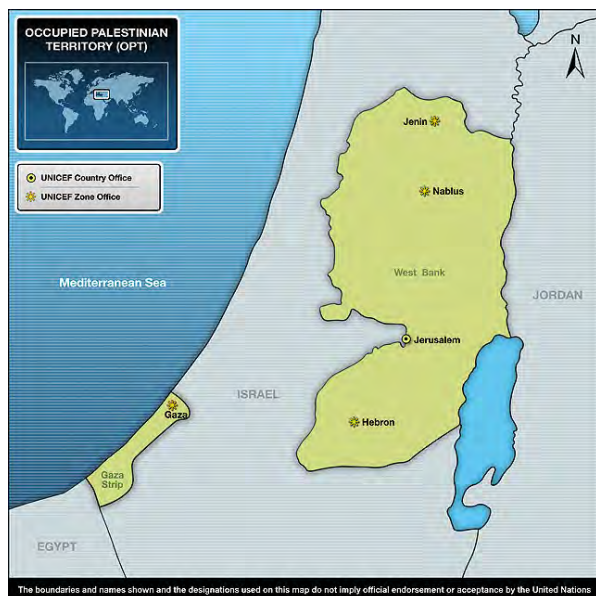 OCCUPIED PALESTINIAN
TERRITORY (OPT)
N
UNICEF Country Office
UNICEF Zone Office
Jenin
Nablus
West Bank
Mediterranean Sea
JORDAN
Jerusalem
ISRAEL
Gaza
Hebron
Gaza
Strip
EGYPT
The boundaries and names shown and the designations used on this map do not imply official endorsement or acceptance by the United Nations